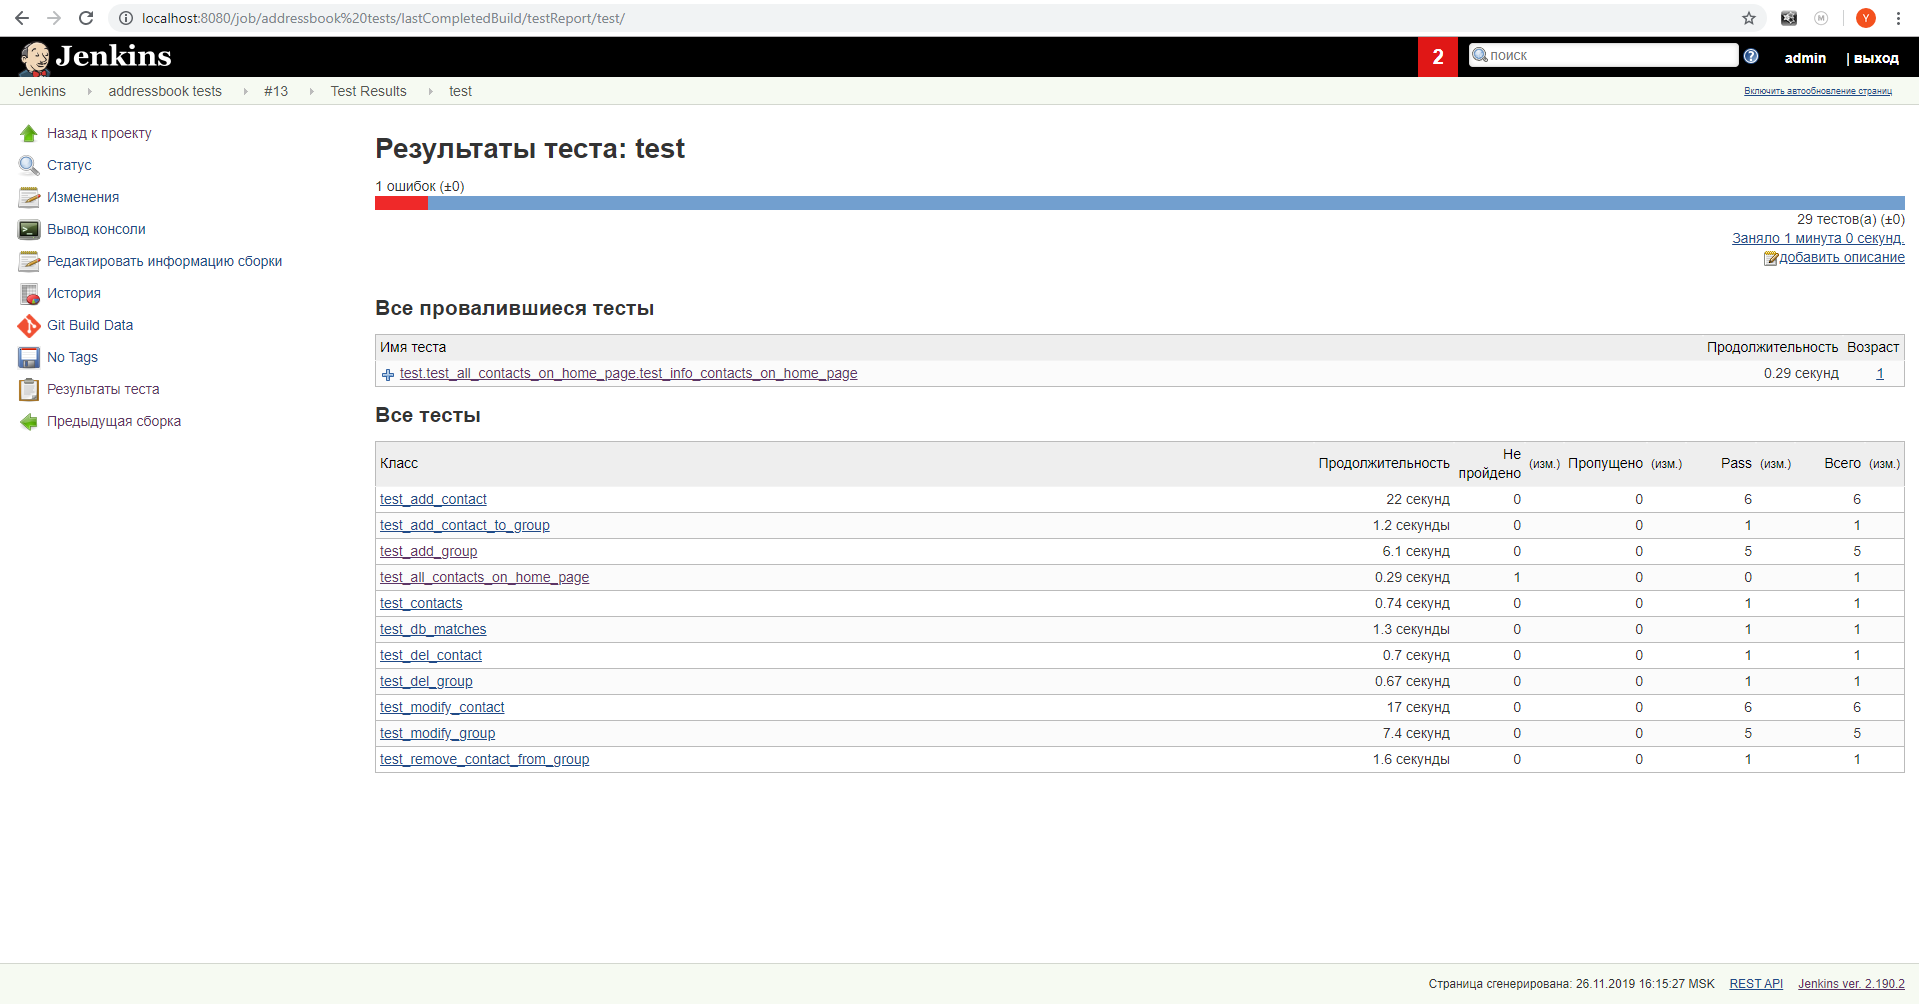 localhost:8080/job/addressbook%20tests/lastCompletedBuild/testReport/test/
M
Y
Jenkins
2
поиск
?
admin
| выход
Jenkins addressbook tests #13 Test Results test
Включить автообновление страниц
Назад к проекту
Статус
Изменения
Вывод консоли
Редактировать информацию сборки
История
Git Build Data
No Tags
Результаты теста
Предыдущая сборка
Результаты теста: test
1 ошибок (±0)
29 тестов(а) (±0)
Заняло 1 минута 0 секунд.
добавить описание
Все провалившиеся тесты
Имя теста Продолжительность Возраст
test.test_all_contacts_on_home_page.test_info_contacts_on_home_page 0.29 секунд 1
Все тесты
Класс Продолжительность Не пройдено (изм.) Пропущено (изм.) Pass (изм.) Всего (изм.)
test_add_contact 22 секунд 0 0 6 6
test_add_contact_to_group 1.2 секунды 0 0 1 1
test_add_group 6.1 секунд 0 0 5 5
test_all_contacts_on_home_page 0.29 секунд 1 0 0 1
test_contacts 0.74 секунд 0 0 1 1
test_db_matches 1.3 секунды 0 0 1 1
test_del_contact 0.7 секунд 0 0 1 1
test_del_group 0.67 секунд 0 0 1 1
test_modify_contact 17 секунд 0 0 6 6
test_modify_group 7.4 секунд 0 0 5 5
test_remove_contact_from_group 1.6 секунды 0 0 1 1
Страница сгенерирована: 26.11.2019 16:15:27 MSK REST API Jenkins ver. 2.190.2